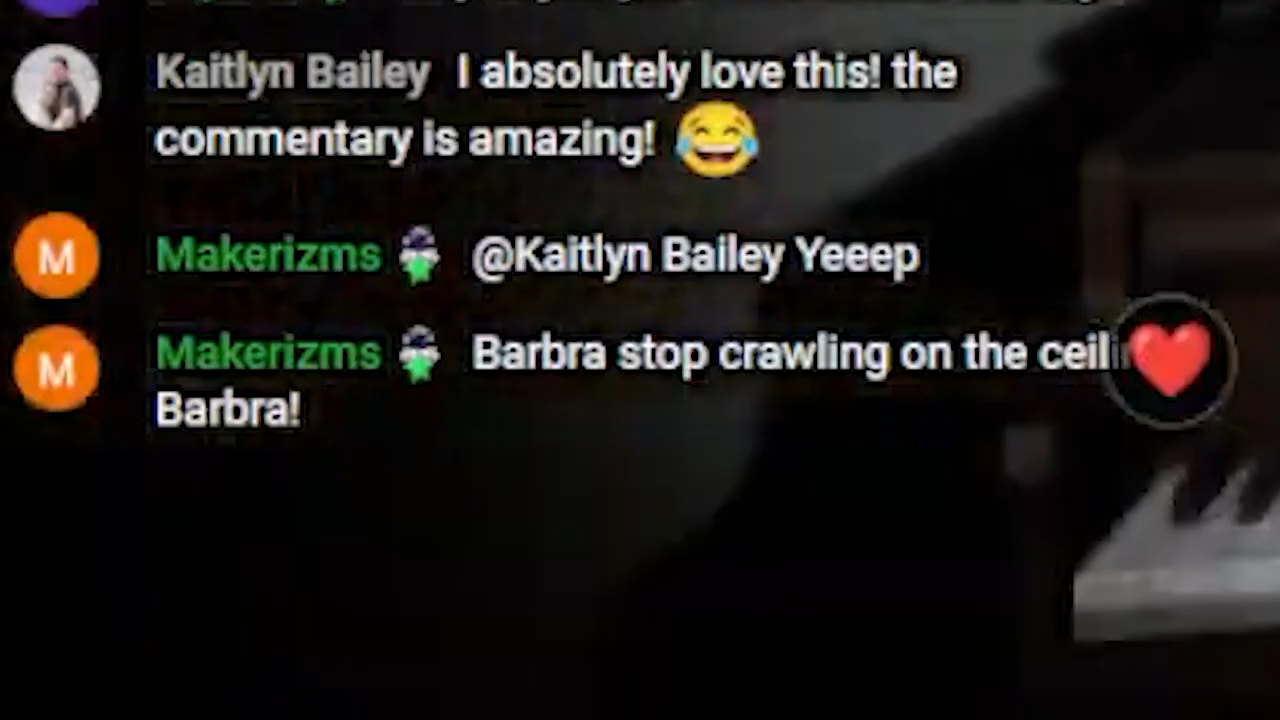 Kaitlyn Bailey I absolutely love this! the
commentary is amazing! 😂
M
Makerizms @Kaitlyn Bailey Yeeep
M
Makerizms Barbra stop crawling on the
Barbra!